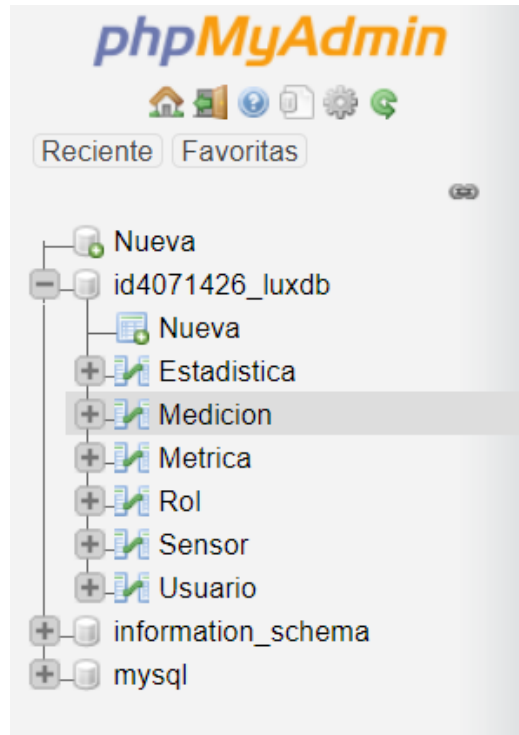 phpMyAdmin
Reciente Favoritas
Nueva
id4071426_luxdb
Nueva
Estadistica
Medicion
Metrica
Rol
Sensor
Usuario
information_schema
mysql